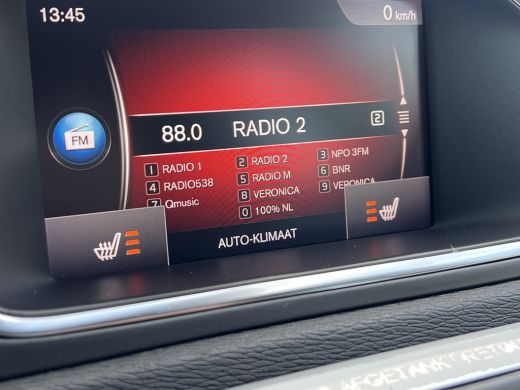 13:45
0 km/h
FM
88.0 RADIO 2 2
1 RADIO 1 2 RADIO 2 3 NPO 3FM
4 RADIO538 5 RADIO M 6 BNR
7 Qmusic 8 VERONICA 9 VERONICA
0 100% NL
AUTO-KLIMAAT